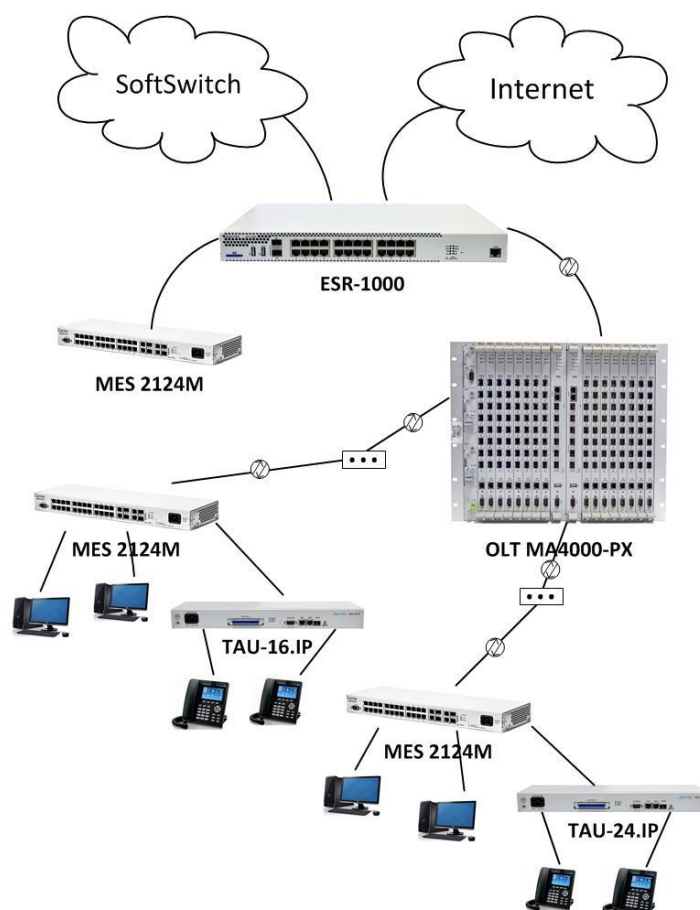 SoftSwitch
Internet
ESR-1000
MES 2124M
OLT MA4000-PX
MES 2124M
TAU-16.IP
MES 2124M
TAU-24.IP